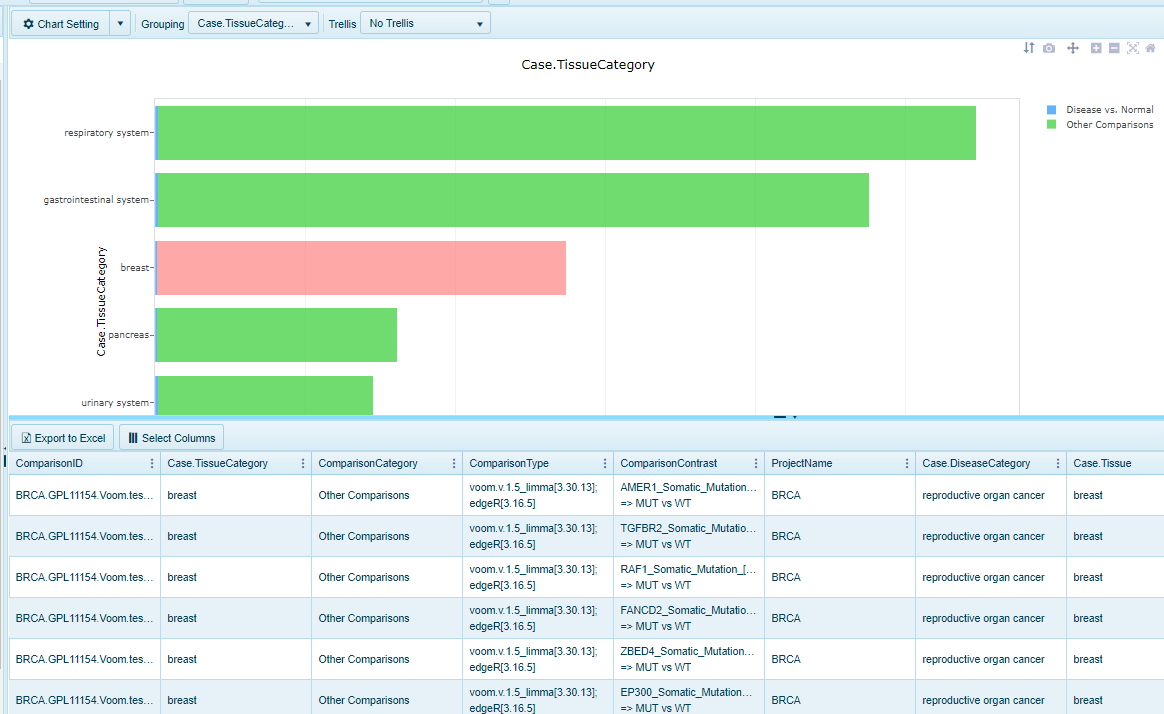 Chart Setting Grouping Case.TissueCateg... Trellis No Trellis
Case.TissueCategory
Disease vs. Normal
Other Comparisons
respiratory system
gastrointestinal system
breast
pancreas
urinary system
Case.TissueCategory
Export to Excel Select Columns
ComparisonID Case.TissueCategory ComparisonCategory ComparisonType ComparisonContrast ProjectName Case.DiseaseCategory Case.Tissue
BRCA.GPL11154.Voom.tes... breast Other Comparisons voom.v.1.5_limma[3.30.13]; edgeR[3.16.5] AMER1_Somatic_Mutation... => MUT vs WT BRCA reproductive organ cancer breast
BRCA.GPL11154.Voom.tes... breast Other Comparisons voom.v.1.5_limma[3.30.13]; edgeR[3.16.5] TGFBR2_Somatic_Mutatio... => MUT vs WT BRCA reproductive organ cancer breast
BRCA.GPL11154.Voom.tes... breast Other Comparisons voom.v.1.5_limma[3.30.13]; edgeR[3.16.5] RAF1_Somatic_Mutation_[... => MUT vs WT BRCA reproductive organ cancer breast
BRCA.GPL11154.Voom.tes... breast Other Comparisons voom.v.1.5_limma[3.30.13]; edgeR[3.16.5] FANCD2_Somatic_Mutatio... => MUT vs WT BRCA reproductive organ cancer breast
BRCA.GPL11154.Voom.tes... breast Other Comparisons voom.v.1.5_limma[3.30.13]; edgeR[3.16.5] ZBED4_Somatic_Mutation... => MUT vs WT BRCA reproductive organ cancer breast
BRCA.GPL11154.Voom.tes... breast Other Comparisons voom.v.1.5_limma[3.30.13]; edgeR[3.16.5] EP300_Somatic_Mutation... => MUT vs WT BRCA reproductive organ cancer breast